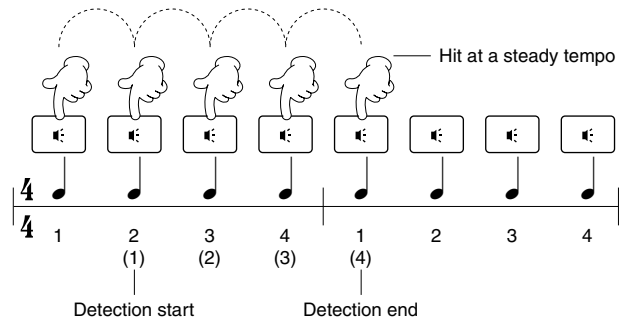 Hit at a steady tempo
4
4
1 2 3 4 1 2 3 4
(1) (2) (3) (4)
Detection start Detection end